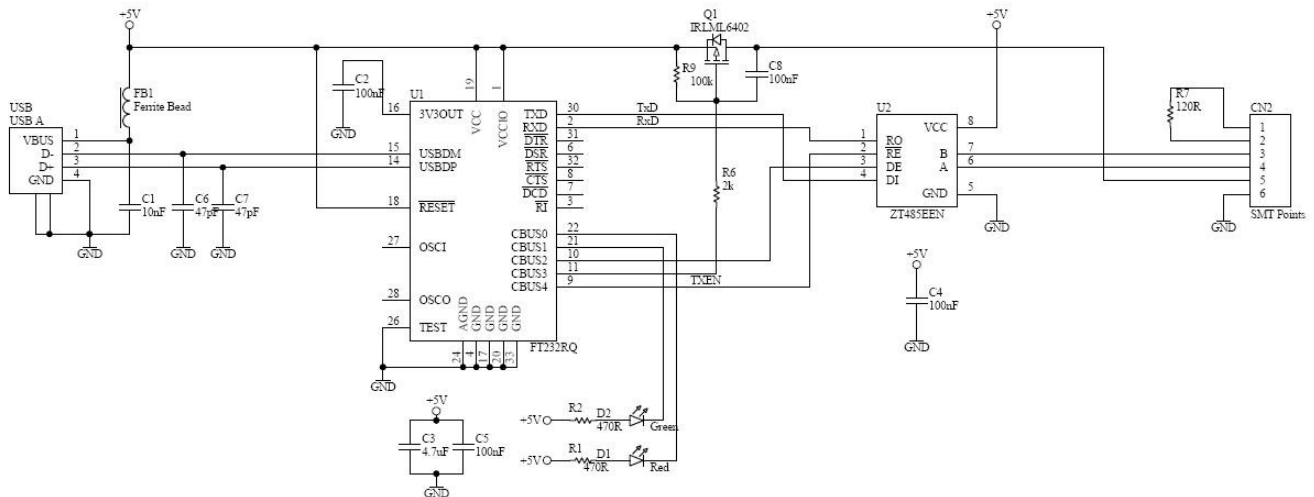 +5V
Q1
IRLML6402
+5V
FB1
Ferrite Bead
C2
100nF
19
1
R9
100k
C8
100nF
USB
USB A
U1
R7
120R
CN2
16
3V3OUT
VCC
VCCIO
TXD
30
TxD
RXD
2
RxD
DTR
31
DSR
6
RTS
32
CTS
8
DCD
7
RI
3
GND
U2
VCC
8
1
RO
2
RE
3
DE
4
DI
B
7
A
6
GND
5
ZT485EEN
GND
1
2
3
4
5
6
SMT Points
GND
VBUS
1
D-
2
D+
3
GND
4
15
USBDM
14
USBDP
18
RESET
27
OSCI
28
OSCO
26
TEST
R6
2k
C1
10nF
C6
47pF
C7
47pF
GND
GND
GND
CBUS0
22
CBUS1
21
CBUS2
10
CBUS3
11
CBUS4
9
TXEN
AGND
GND
GND
GND
GND
24
4
17
20
33
FT232RQ
GND
+5V
C4
100nF
GND
+5V
C3
4.7uF
C5
100nF
GND
+5V
R2
470R
D2
Green
+5V
R1
470R
D1
Red